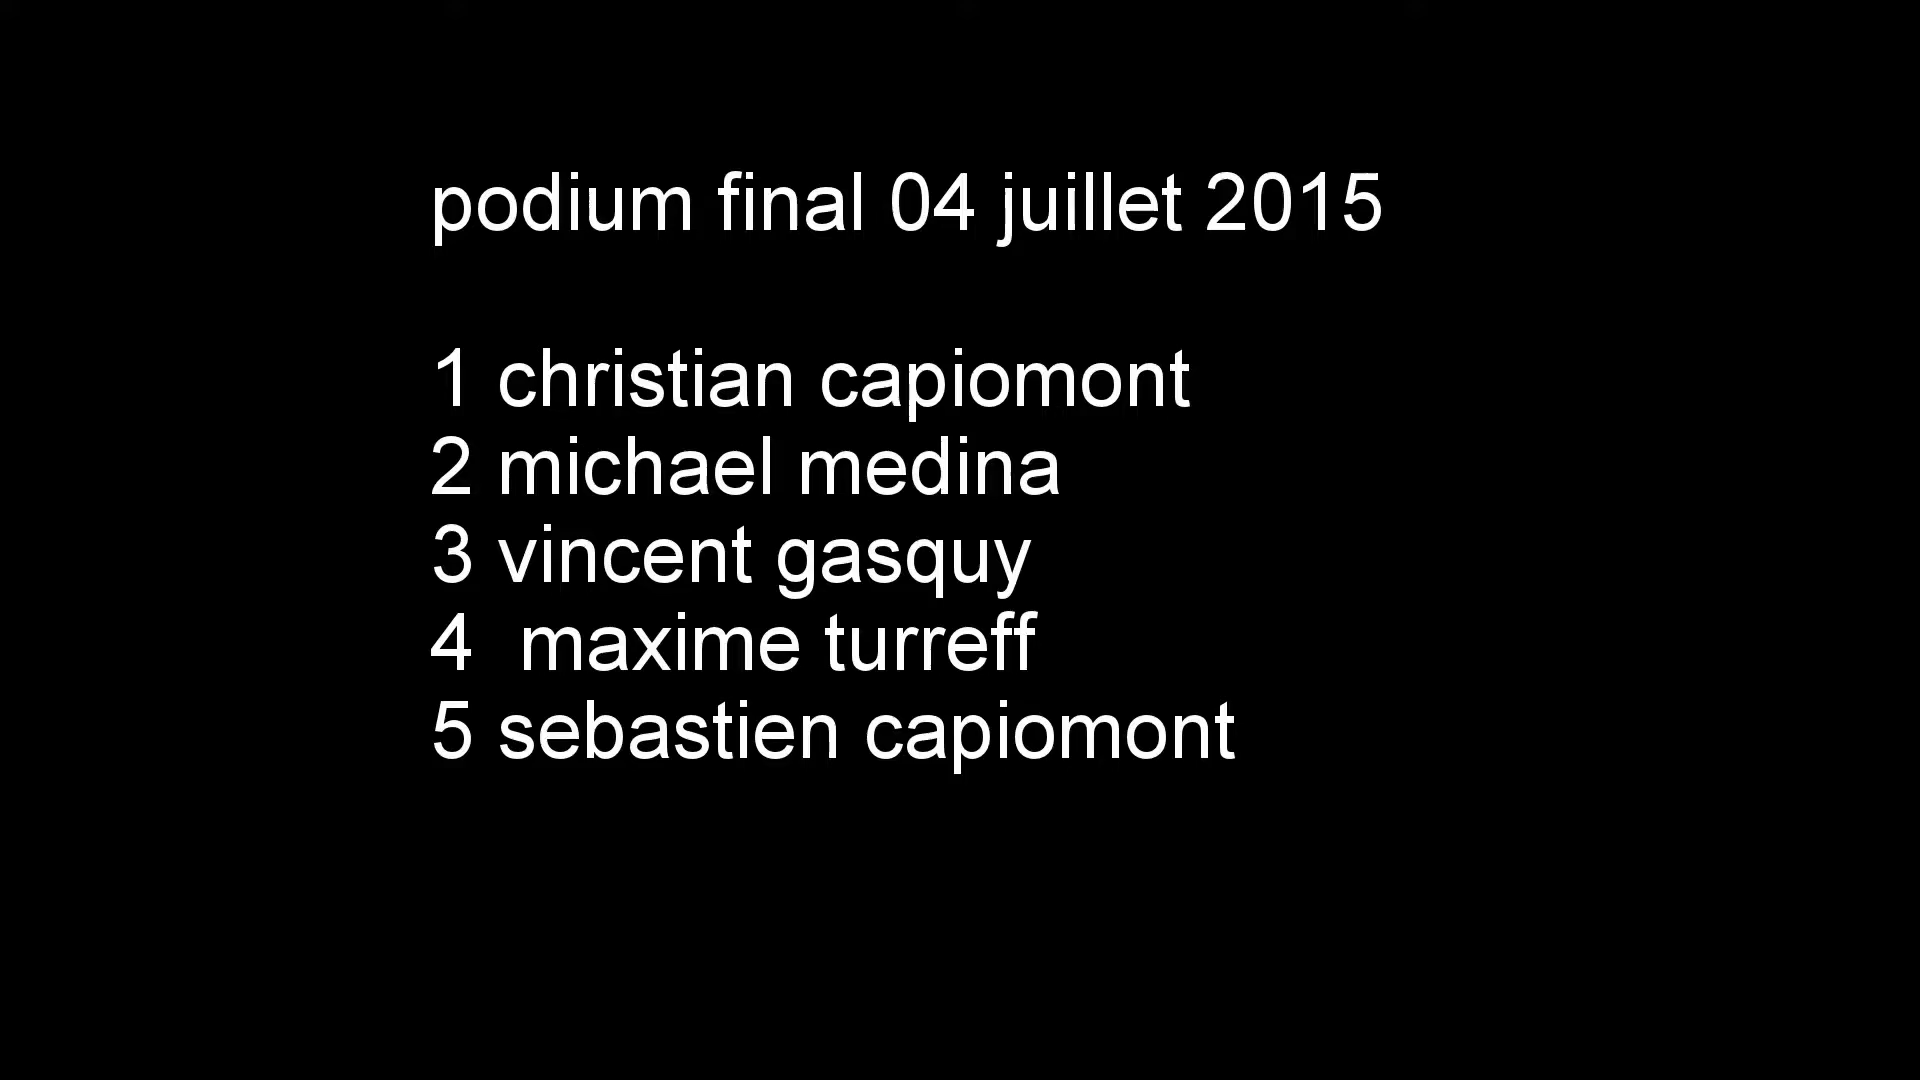 podium final 04 juillet 2015
1 christian capiomont
2 michael medina
3 vincent gasquy
4  maxime turreff
5 sebastien capiomont